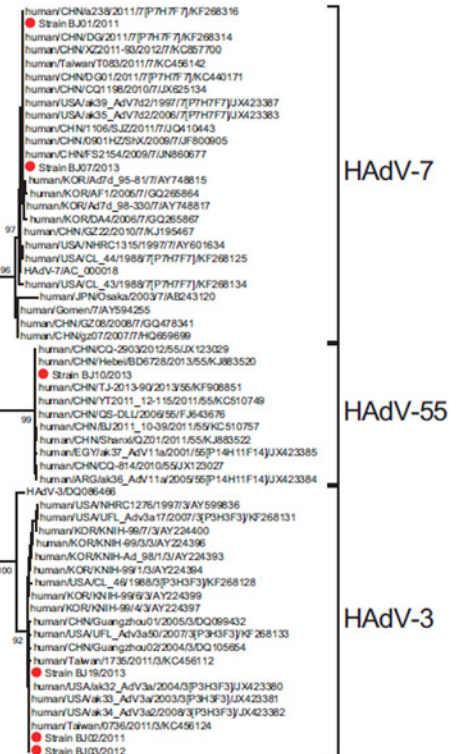 human/CHN/a238/2011/7[P7H7F7]/KF268316
Strain BJ01/2011
human/CHN/DG/2011/7[P7H7F7]/KF268314
human/CHN/XZ2011-93/2012/7/KC857700
human/Taiwan/T083/2011/7/KC456142
human/CHN/DG01/2011/7[P7H7F7]/KC440171
human/CHN/CQ1198/2010/7/JX625134
human/USA/ak39_AdV7d2/1997/7[P7H7F7]/JX423387
human/USA/ak35_AdV7d2/2006/7[P7H7F7]/JX423383
human/CHN/1106/SJZ/2011/7/JQ410443
human/CHN/0901HZ/ShX/2009/7/JF800905
human/CHN/FS2154/2009/7/JN860677
Strain BJ07/2013
human/KOR/Ad7d_95-81/7/AY748815
human/KOR/AF1/2005/7/GQ265864
human/KOR/Ad7d_98-330/7/AY748817
human/KOR/DA4/2006/7/GQ265867
human/CHN/GZ22/2010/7/KJ195467
97
human/USA/NHRC1315/1997/7/AY601634
human/USA/CL_44/1988/7[P7H7F7]/KF268125
96
HAdV-7/AC_000018
human/USA/CL_43/1988/7[P7H7F7]/KF268134
human/JPN/Osaka/2003/7/AB243120
human/Gomen/7/AY594255
human/CHN/GZ08/2008/7/GQ478341
human/CHN/gz07/2007/7/HQ659699
HAdV-7
human/CHN/CQ-2903/2012/55/JX123029
human/CHN/Hebei/BD6728/2013/55/KJ883520
Strain BJ10/2013
human/CHN/TJ-2013-90/2013/55/KF908851
human/CHN/YT2011_12-115/2011/55/KC510749
99
human/CHN/QS-DLL/2006/55/FJ643676
human/CHN/BJ2011_10-39/2011/55/KC510757
human/CHN/Shanxi/QZ01/2011/55/KJ883522
human/EGY/ak37_AdV11a/2001/55[P14H11F14]/JX423385
human/CHN/CQ-814/2010/55/JX123027
human/ARG/ak36_AdV11a/2005/55[P14H11F14]/JX423384
HAdV-55
HAdV-3/DQ086466
human/USA/NHRC1276/1997/3/AY599836
human/USA/UFL_Adv3a17/2007/3[P3H3F3]/KF268131
human/KOR/KNIH-99/7/3/AY224400
human/KOR/KNIH-99/3/3/AY224396
human/KOR/KNIH-Ad_98/1/3/AY224393
100
human/KOR/KNIH-99/1/3/AY224394
human/USA/CL_46/1988/3[P3H3F3]/KF268128
human/KOR/KNIH-99/6/3/AY224399
human/KOR/KNIH-99/4/3/AY224397
human/CHN/Guangzhou01/2005/3/DQ099432
92
human/USA/UFL_Adv3a50/2007/3[P3H3F3]/KF268133
human/CHN/Guangzhou02/2004/3/DQ105654
human/Taiwan/1735/2011/3/KC456112
Strain BJ19/2013
human/USA/ak32_AdV3a/2004/3[P3H3F3]/JX423380
human/USA/ak33_AdV3a/2003/3[P3H3F3]/JX423381
human/USA/ak34_AdV3a2/2008/3[P3H3F3]/JX423382
human/Taiwan/0736/2011/3/KC456124
Strain BJ02/2011
Strain BJ03/2012
HAdV-3